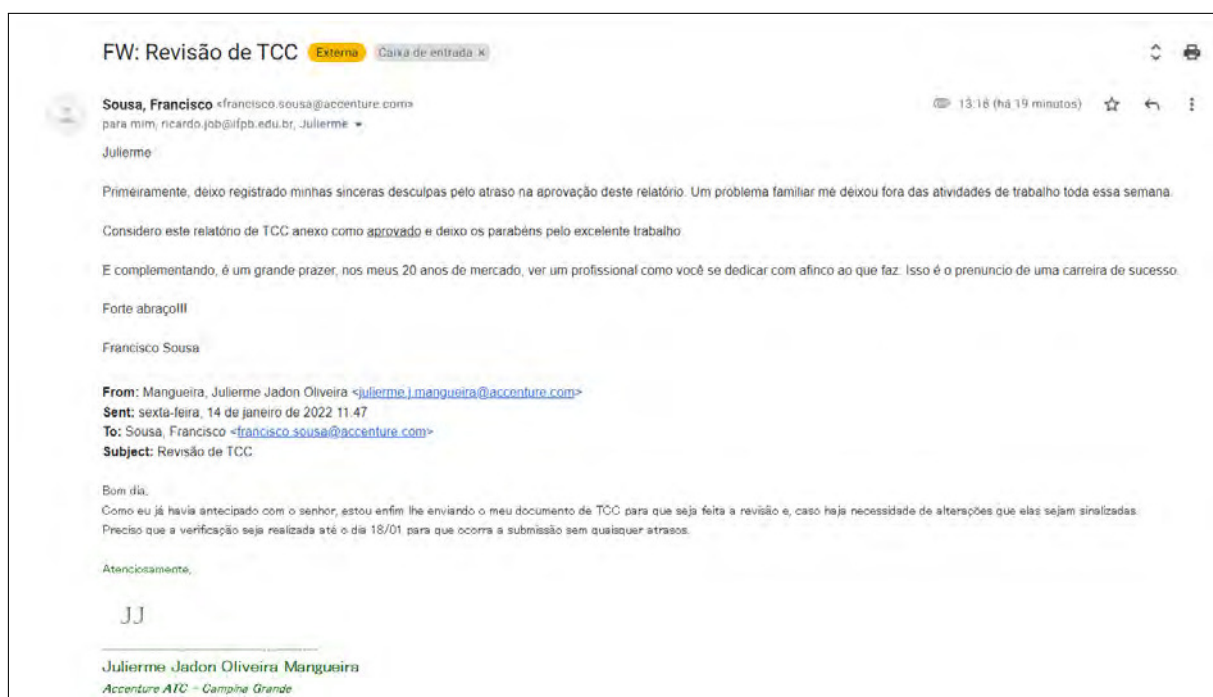 FW: Revisão de TCC Externa Caixa de entrada ×
Sousa, Francisco <francisco.sousa@accenture.com>
13:16 (há 19 minutos)
para mim, ricardo.job@ifpb.edu.br, Julierme
Julierme
Primeiramente, deixo registrado minhas sinceras desculpas pelo atraso na aprovação deste relatório. Um problema familiar me deixou fora das atividades de trabalho toda essa semana.
Considero este relatório de TCC anexo como aprovado e deixo os parabéns pelo excelente trabalho
E complementando, é um grande prazer, nos meus 20 anos de mercado, ver um profissional como você se dedicar com afinco ao que faz. Isso é o prenuncio de uma carreira de sucesso.
Forte abraço!!!
Francisco Sousa
From: Mangueira, Julierme Jadon Oliveira <julierme.j.mangueira@accenture.com>
Sent: sexta-feira, 14 de janeiro de 2022 11:47
To: Sousa, Francisco <francisco.sousa@accenture.com>
Subject: Revisão de TCC
Bom dia,
Como eu já havia antecipado com o senhor, estou enfim lhe enviando o meu documento de TCC para que seja feita a revisão e, caso haja necessidade de alterações que elas sejam sinalizadas.
Preciso que a verificação seja realizada até o dia 18/01 para que ocorra a submissão sem quaisquer atrasos.
Atenciosamente,
JJ
Julierme Jadon Oliveira Mangueira
Accenture ATC - Campina Grande